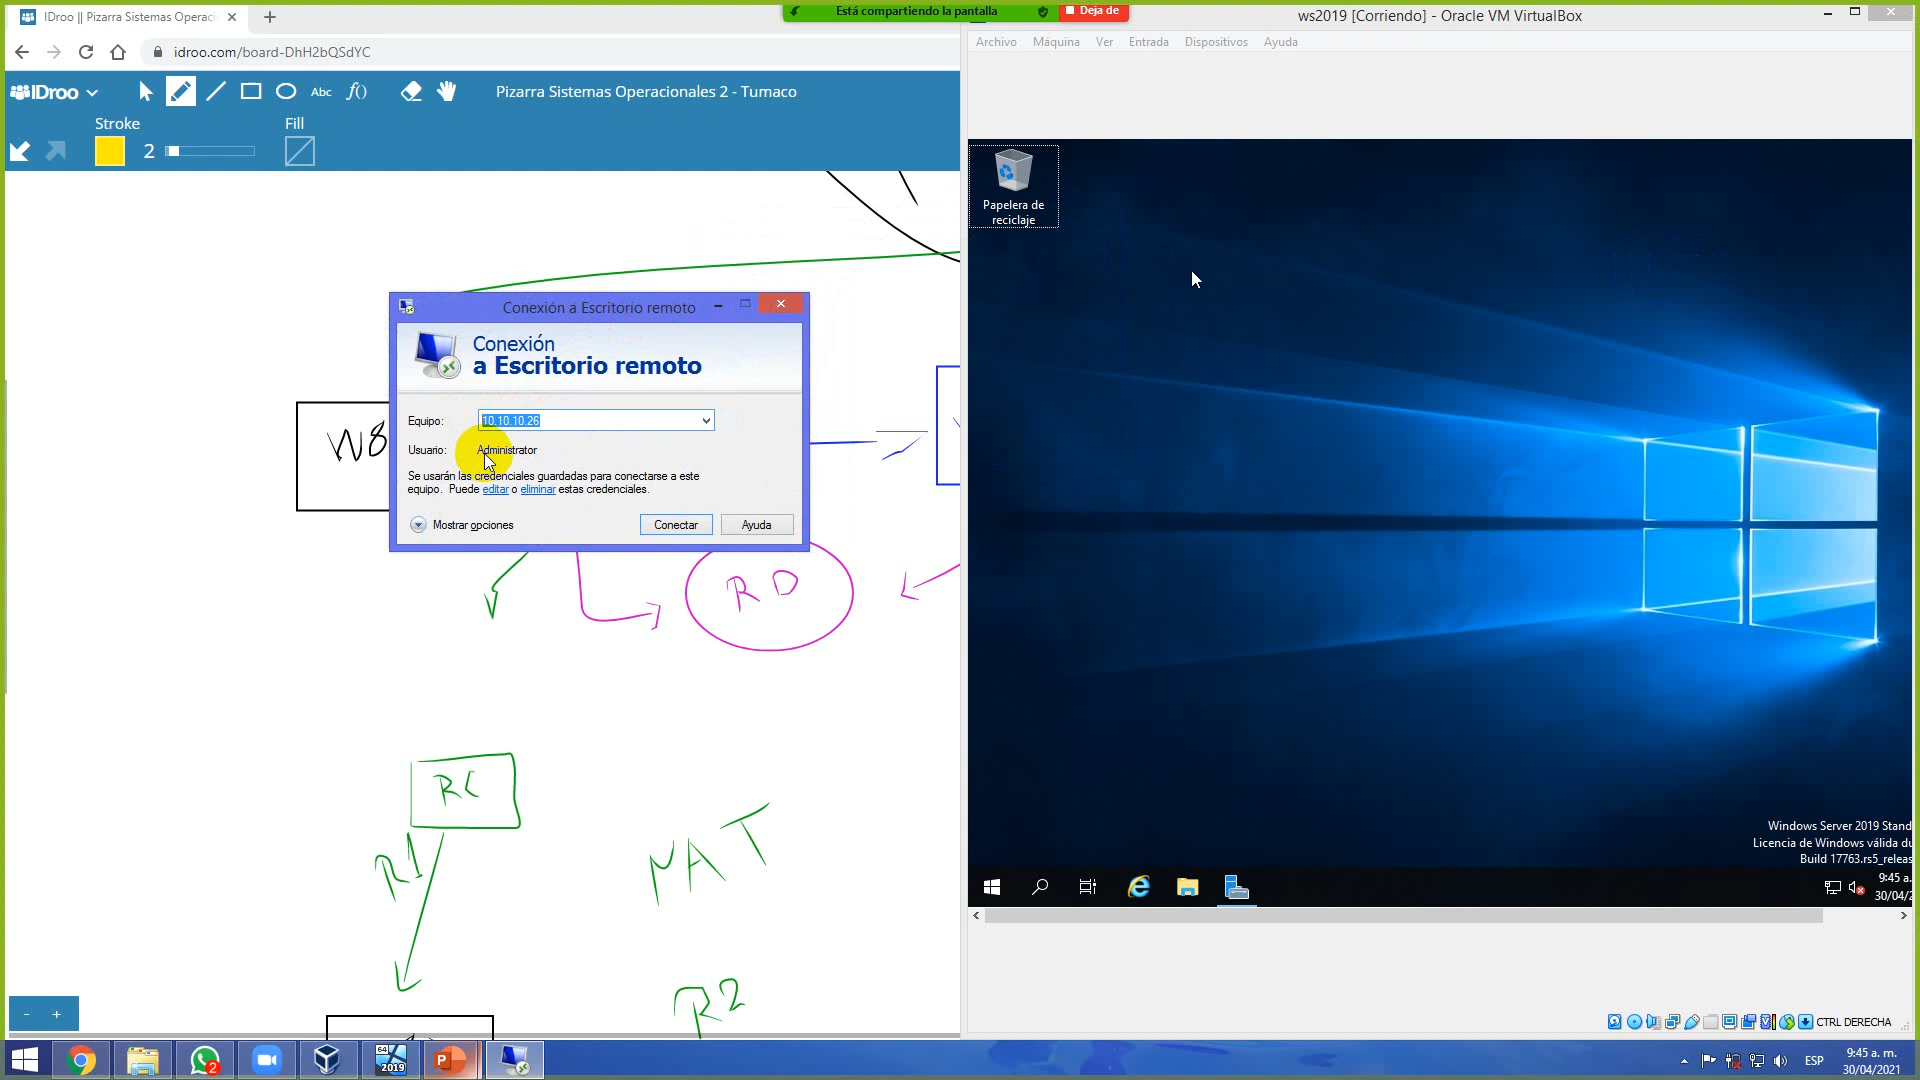 IDroo || Pizarra Sistemas Operaci
idroo.com/board-DhH2bQSdYC
IDroo
Abc
f()
Pizarra Sistemas Operacionales 2 - Tumaco
Stroke
Fill
2
Está compartiendo la pantalla
Deja de
ws2019 [Corriendo] - Oracle VM VirtualBox
Archivo Máquina Ver Entrada Dispositivos Ayuda
Papelera de
reciclaje
Conexión a Escritorio remoto
Conexión
a Escritorio remoto
Equipo: 10.10.10.26
Usuario: Administrator
Se usarán las credenciales guardadas para conectarse a este
equipo. Puede editar o eliminar estas credenciales.
Mostrar opciones
Conectar
Ayuda
W8
RD
RC
R1
NAT
R2
Windows Server 2019 Stand
Licencia de Windows válida du
Build 17763.rs5_releas
9:45 a.
30/04/2
CTRL DERECHA
- +
2
64
2019
P
ESP
9:45 a. m.
30/04/2021